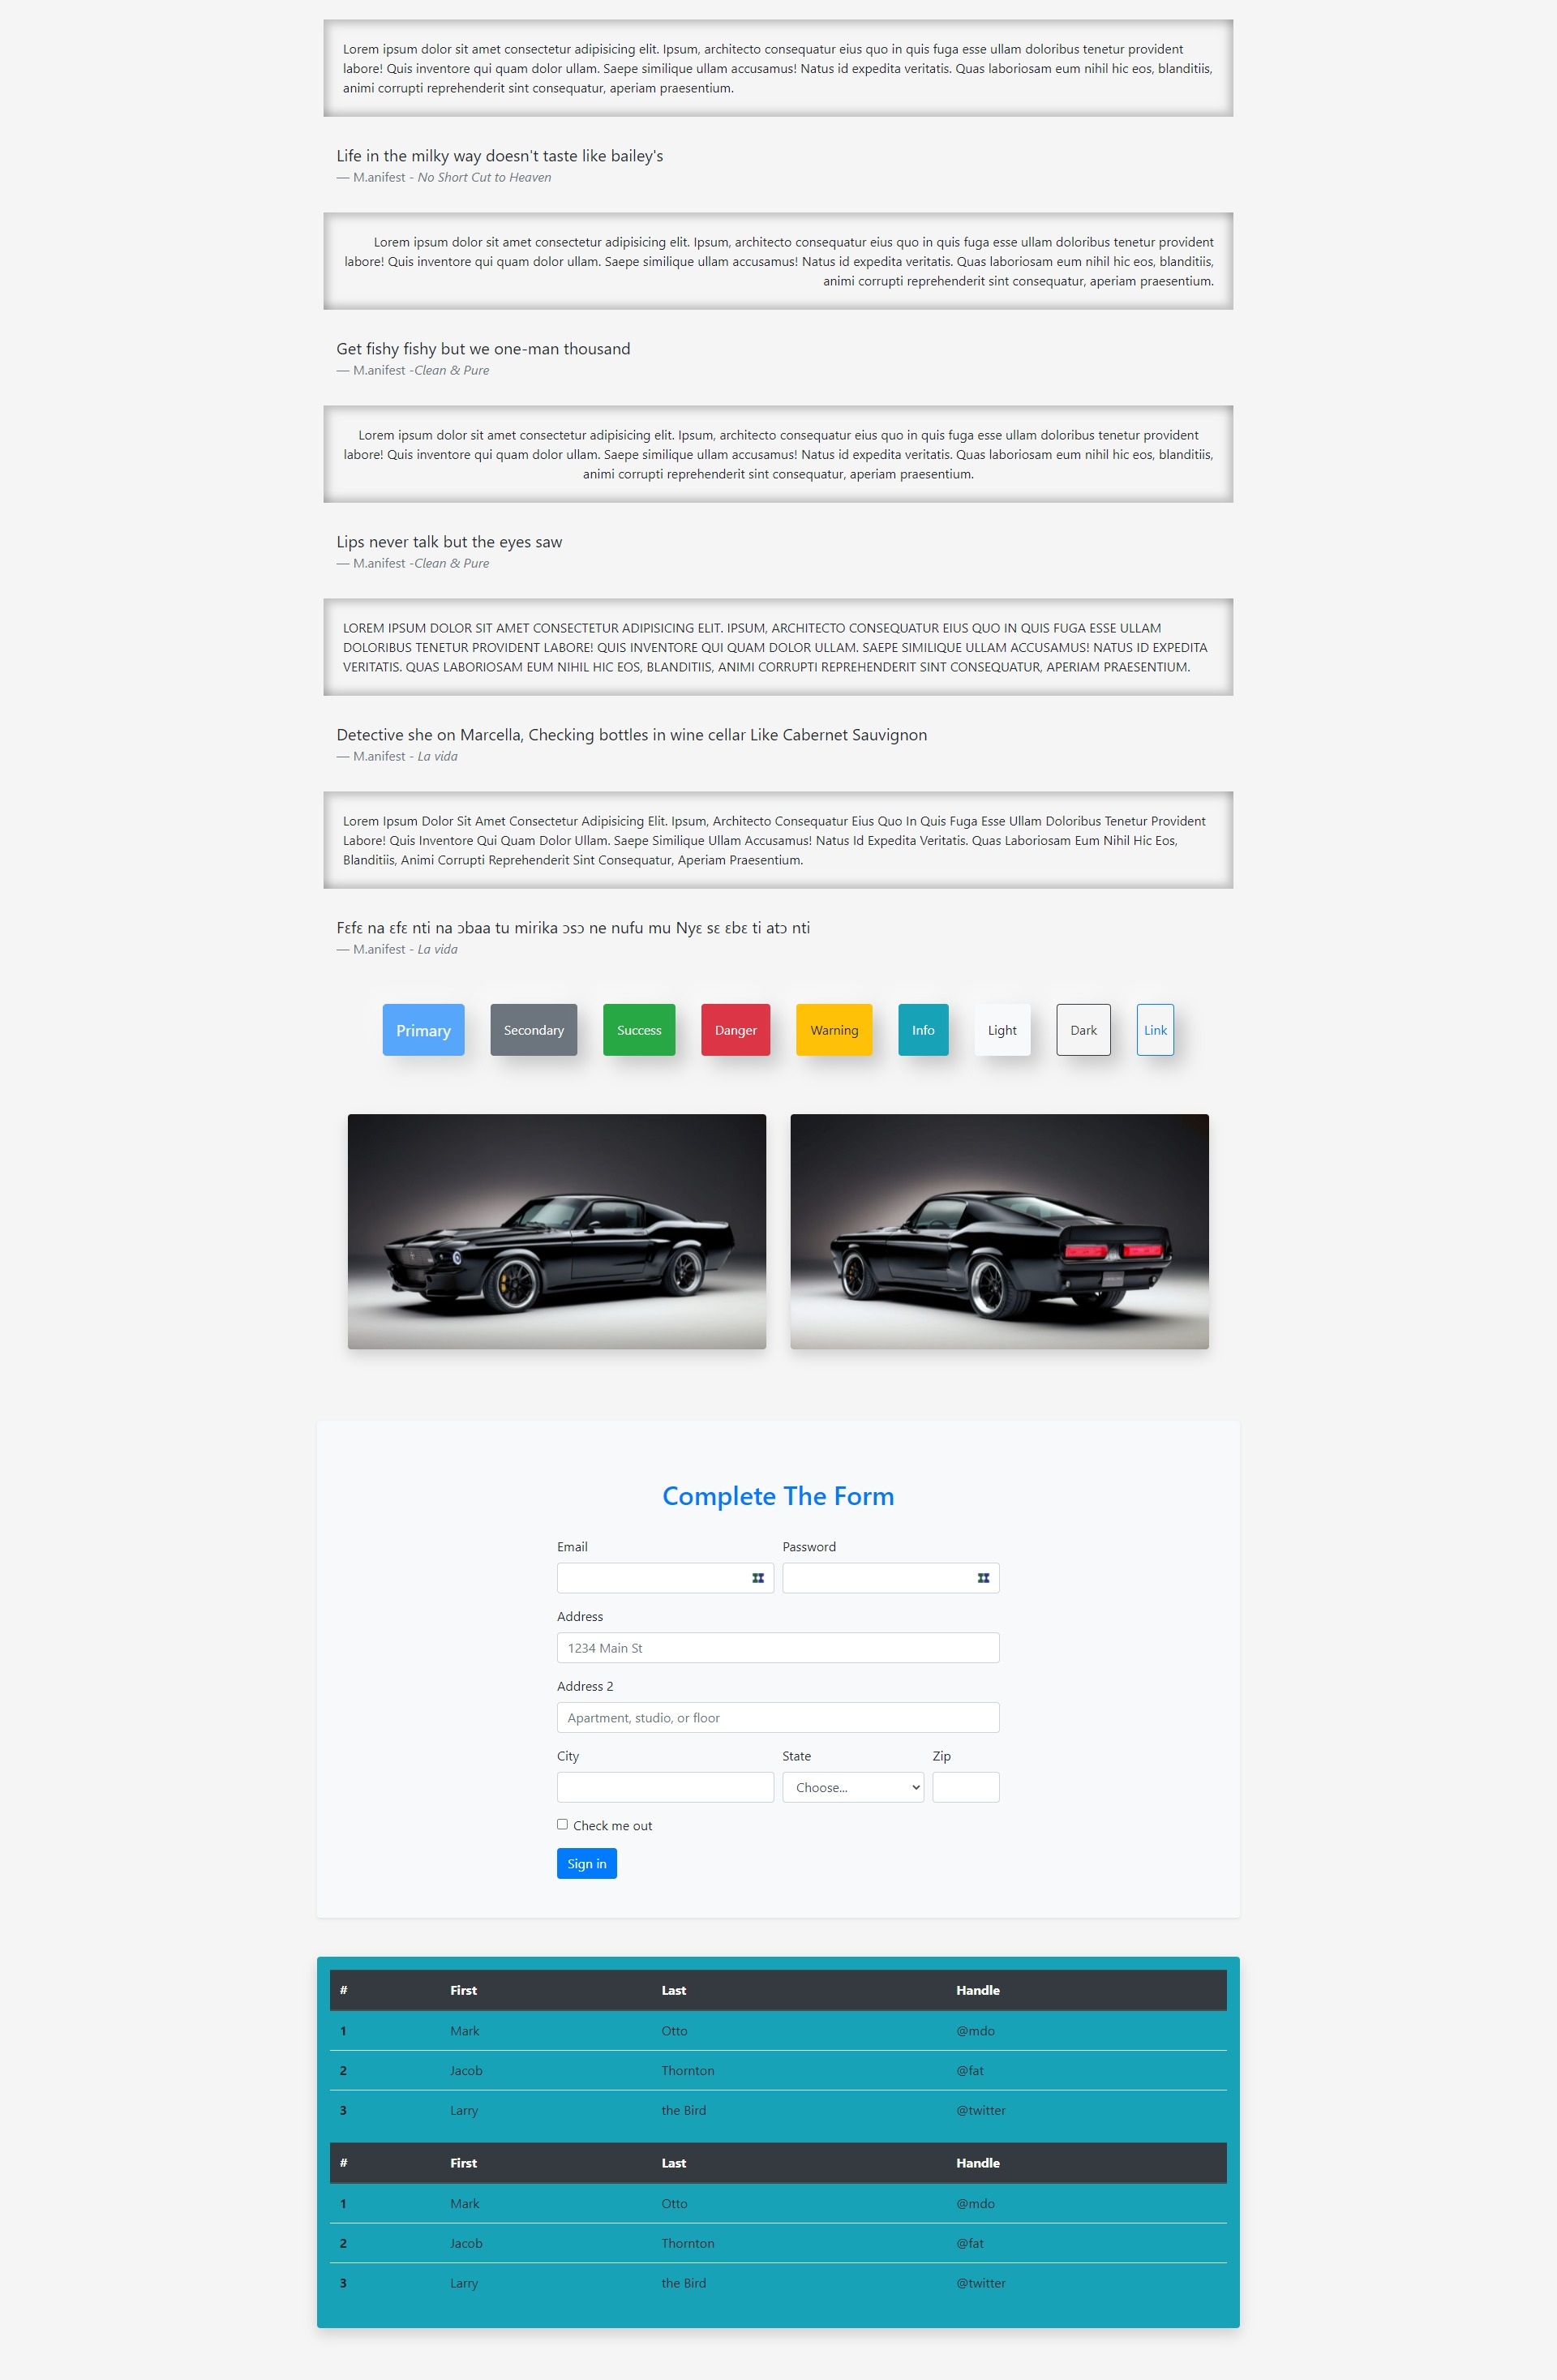 Lorem ipsum dolor sit amet consectetur adipisicing elit. Ipsum, architecto consequatur eius quo in quis fuga esse ullam doloribus tenetur provident
labore! Quis inventore qui quam dolor ullam. Saepe similique ullam accusamus! Natus id expedita veritatis. Quas laboriosam eum nihil hic eos, blanditiis,
animi corrupti reprehenderit sint consequatur, aperiam praesentium.
Life in the milky way doesn't taste like bailey's
— M.anifest - No Short Cut to Heaven
Lorem ipsum dolor sit amet consectetur adipisicing elit. Ipsum, architecto consequatur eius quo in quis fuga esse ullam doloribus tenetur provident
labore! Quis inventore qui quam dolor ullam. Saepe similique ullam accusamus! Natus id expedita veritatis. Quas laboriosam eum nihil hic eos, blanditiis,
animi corrupti reprehenderit sint consequatur, aperiam praesentium.
Get fishy fishy but we one-man thousand
— M.anifest -Clean & Pure
Lorem ipsum dolor sit amet consectetur adipisicing elit. Ipsum, architecto consequatur eius quo in quis fuga esse ullam doloribus tenetur provident
labore! Quis inventore qui quam dolor ullam. Saepe similique ullam accusamus! Natus id expedita veritatis. Quas laboriosam eum nihil hic eos, blanditiis,
animi corrupti reprehenderit sint consequatur, aperiam praesentium.
Lips never talk but the eyes saw
— M.anifest -Clean & Pure
LOREM IPSUM DOLOR SIT AMET CONSECTETUR ADIPISICING ELIT. IPSUM, ARCHITECTO CONSEQUATUR EIUS QUO IN QUIS FUGA ESSE ULLAM
DOLORIBUS TENETUR PROVIDENT LABORE! QUIS INVENTORE QUI QUAM DOLOR ULLAM. SAEPE SIMILIQUE ULLAM ACCUSAMUS! NATUS ID EXPEDITA
VERITATIS. QUAS LABORIOSAM EUM NIHIL HIC EOS, BLANDITIIS, ANIMI CORRUPTI REPREHENDERIT SINT CONSEQUATUR, APERIAM PRAESENTIUM.
Detective she on Marcella, Checking bottles in wine cellar Like Cabernet Sauvignon
— M.anifest - La vida
Lorem Ipsum Dolor Sit Amet Consectetur Adipisicing Elit. Ipsum, Architecto Consequatur Eius Quo In Quis Fuga Esse Ullam Doloribus Tenetur Provident
Labore! Quis Inventore Qui Quam Dolor Ullam. Saepe Similique Ullam Accusamus! Natus Id Expedita Veritatis. Quas Laboriosam Eum Nihil Hic Eos,
Blanditiis, Animi Corrupti Reprehenderit Sint Consequatur, Aperiam Praesentium.
Fɛfɛ na ɛfɛ nti na ɔbaa tu mirika ɔsɔ ne nufu mu Nyɛ sɛ ɛbɛ ti atɔ nti
— M.anifest - La vida
Primary Secondary Success Danger Warning Info Light Dark Link
Complete The Form
Email Password
Address
1234 Main St
Address 2
Apartment, studio, or floor
City State Zip
Choose...
Check me out
Sign in
# First Last Handle
1 Mark Otto @mdo
2 Jacob Thornton @fat
3 Larry the Bird @twitter
# First Last Handle
1 Mark Otto @mdo
2 Jacob Thornton @fat
3 Larry the Bird @twitter